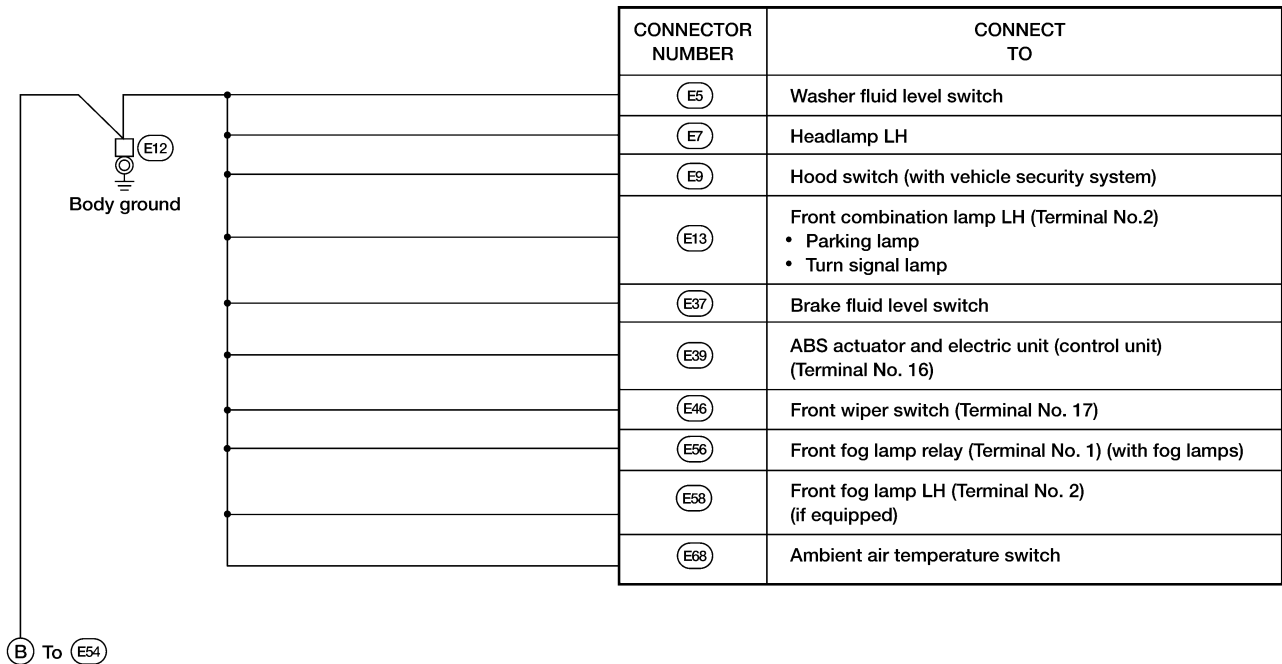 CONNECTOR
NUMBER
CONNECT
TO
E5
Washer fluid level switch
E7
Headlamp LH
E12
Body ground
E9
Hood switch (with vehicle security system)
E13
Front combination lamp LH (Terminal No.2)
• Parking lamp
• Turn signal lamp
E37
Brake fluid level switch
E39
ABS actuator and electric unit (control unit)
(Terminal No. 16)
E46
Front wiper switch (Terminal No. 17)
E56
Front fog lamp relay (Terminal No. 1) (with fog lamps)
E58
Front fog lamp LH (Terminal No. 2)
(if equipped)
E68
Ambient air temperature switch
B To E54